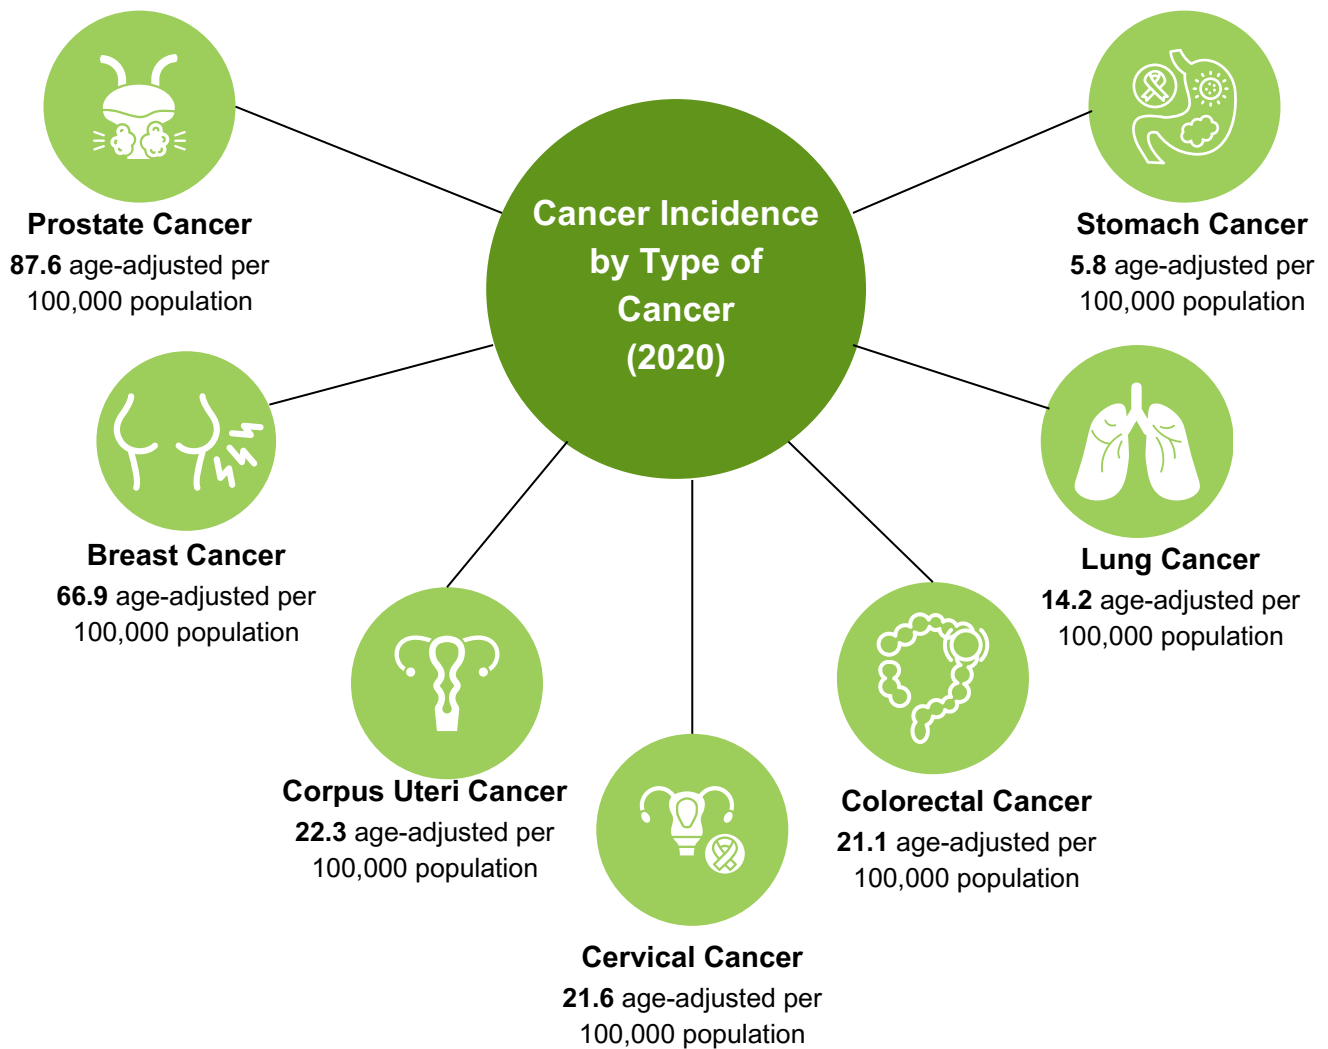 Cancer Incidence
by Type of
Cancer
(2020)
Prostate Cancer
87.6 age-adjusted per
100,000 population
Breast Cancer
66.9 age-adjusted per
100,000 population
Corpus Uteri Cancer
22.3 age-adjusted per
100,000 population
Cervical Cancer
21.6 age-adjusted per
100,000 population
Colorectal Cancer
21.1 age-adjusted per
100,000 population
Lung Cancer
14.2 age-adjusted per
100,000 population
Stomach Cancer
5.8 age-adjusted per
100,000 population